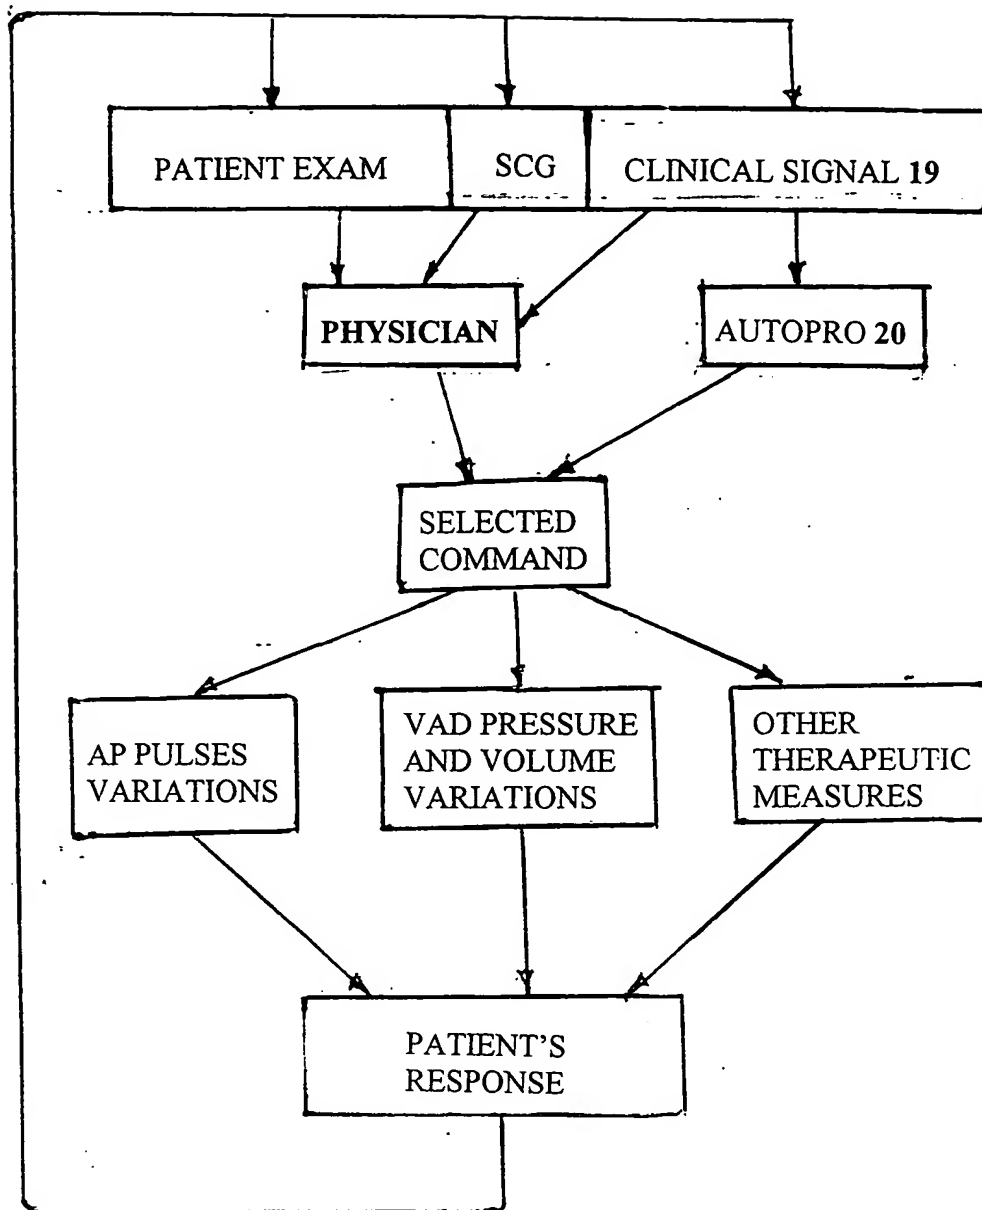 PATIENT EXAM
SCG
CLINICAL SIGNAL 19
PHYSICIAN
AUTOPRO 20
SELECTED
COMMAND
AP PULSES
VARIATIONS
VAD PRESSURE
AND VOLUME
VARIATIONS
OTHER
THERAPEUTIC
MEASURES
PATIENT'S
RESPONSE